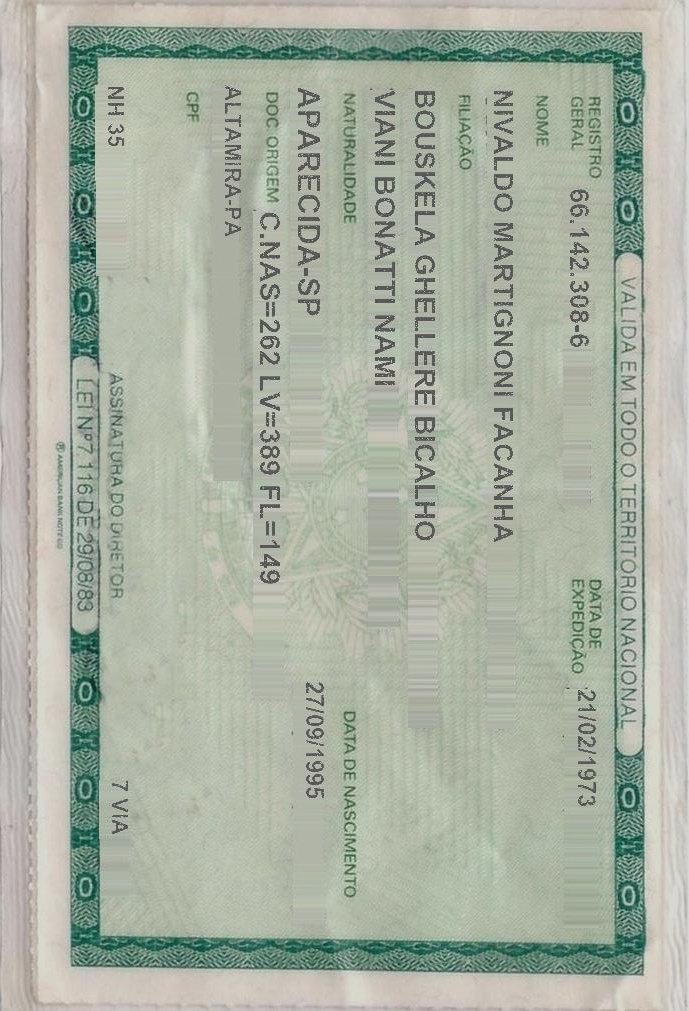 VALIDA EM TODO O TERRITÓRIO NACIONAL
REGISTRO GERAL 66.142.308-6 DATA DE EXPEDIÇÃO 21/02/1973
NOME
NIVALDO MARTIGNONI FACANHA
FILIAÇÃO
BOUSKELA GHELLERE BICALHO
VIANI BONATTI NAMI
NATURALIDADE DATA DE NASCIMENTO
APARECIDA-SP 27/09/1995
DOC ORIGEM C.NAS=262 LV=389 FL=149
ALTAMIRA-PA
CPF
NH 35 7 VIA
ASSINATURA DO DIRETOR
LEI Nº 7.116 DE 29/08/83
® AMERICAN BANK NOTE CO